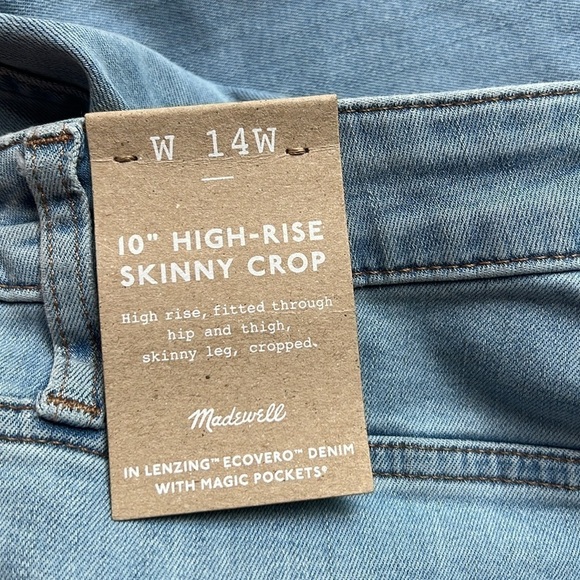 W 14W
10" HIGH-RISE
SKINNY CROP
High rise, fitted through
hip and thigh,
skinny leg, cropped.
Madewell
IN LENZING™ ECOVERO™ DENIM
WITH MAGIC POCKETS®